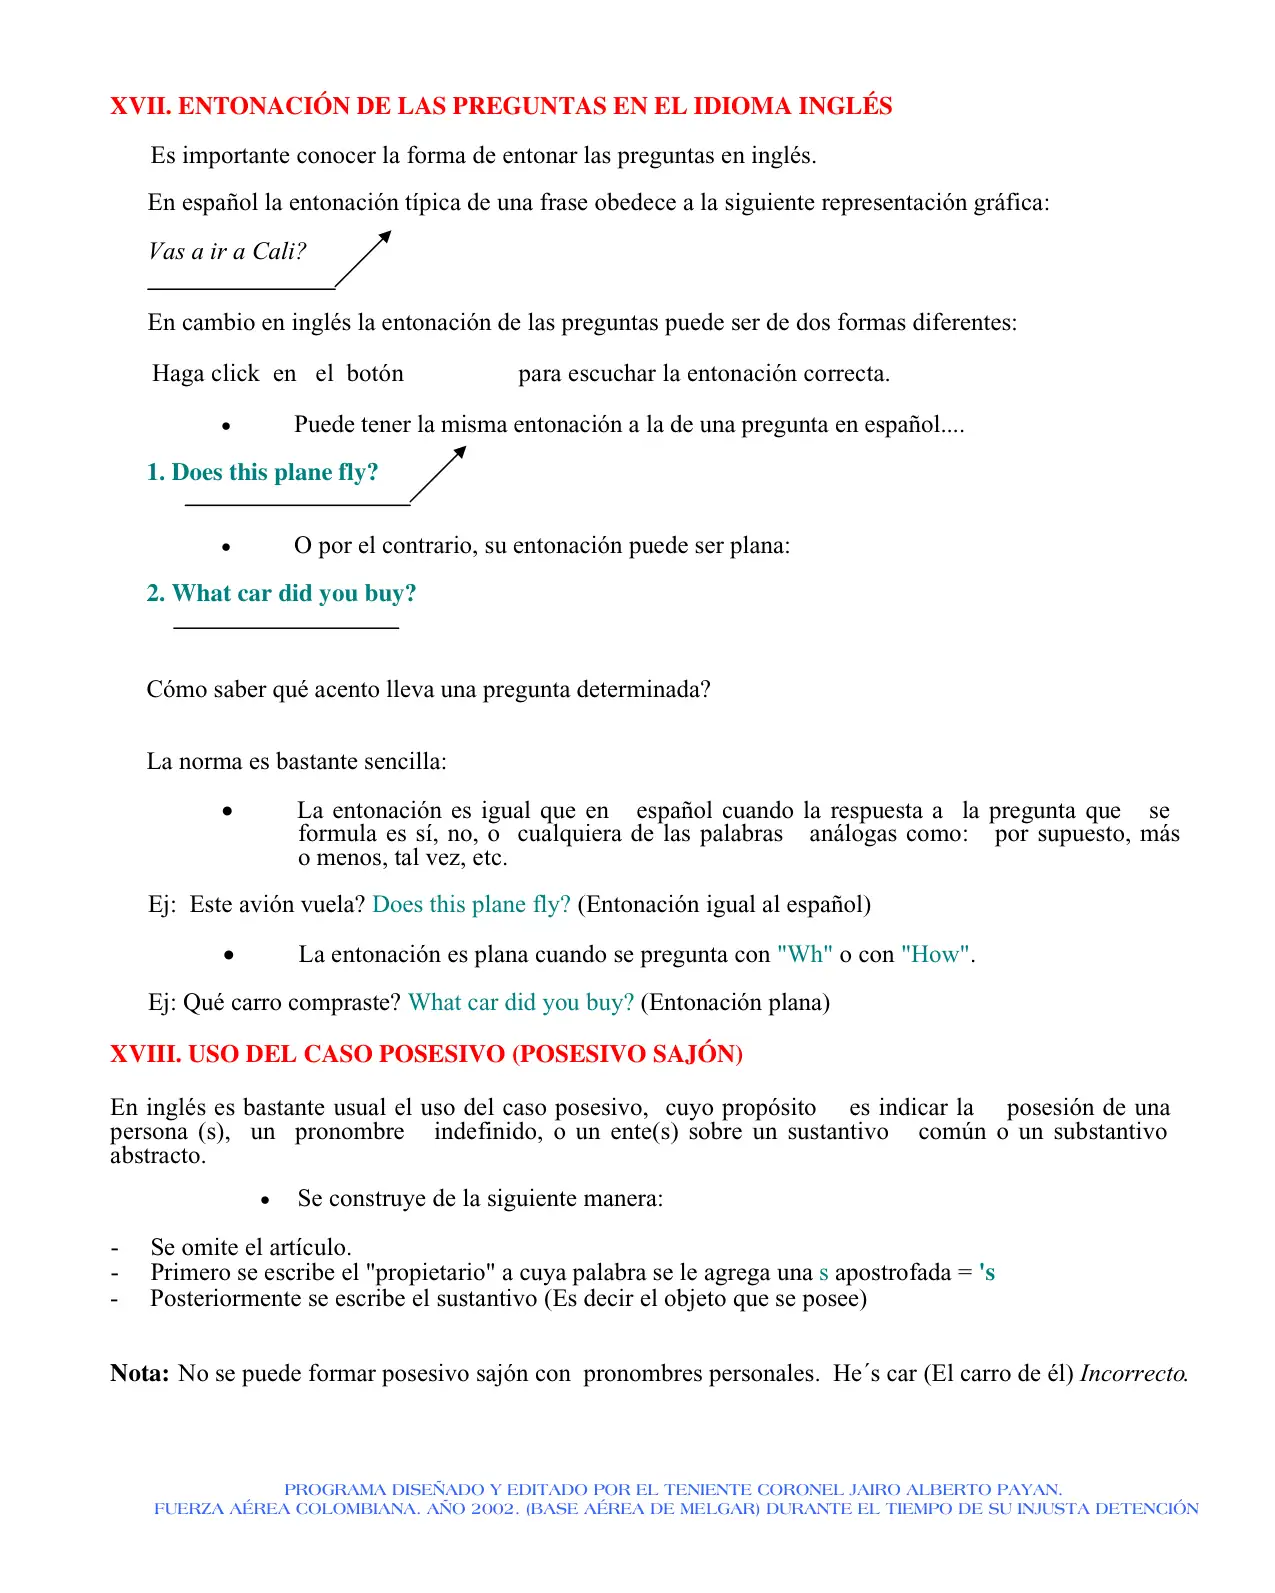 XVII. ENTONACIÓN DE LAS PREGUNTAS EN EL IDIOMA INGLÉS
Es importante conocer la forma de entonar las preguntas en inglés.
En español la entonación típica de una frase obedece a la siguiente representación gráfica:
Vas a ir a Cali?
En cambio en inglés la entonación de las preguntas puede ser de dos formas diferentes:
Haga click en el botón para escuchar la entonación correcta.
• Puede tener la misma entonación a la de una pregunta en español....
1. Does this plane fly?
• O por el contrario, su entonación puede ser plana:
2. What car did you buy?
Cómo saber qué acento lleva una pregunta determinada?
La norma es bastante sencilla:
• La entonación es igual que en español cuando la respuesta a la pregunta que se
formula es sí, no, o cualquiera de las palabras análogas como: por supuesto, más
o menos, tal vez, etc.
Ej: Este avión vuela? Does this plane fly? (Entonación igual al español)
• La entonación es plana cuando se pregunta con "Wh" o con "How".
Ej: Qué carro compraste? What car did you buy? (Entonación plana)
XVIII. USO DEL CASO POSESIVO (POSESIVO SAJÓN)
En inglés es bastante usual el uso del caso posesivo, cuyo propósito es indicar la posesión de una
persona (s), un pronombre indefinido, o un ente(s) sobre un sustantivo común o un substantivo
abstracto.
• Se construye de la siguiente manera:
- Se omite el artículo.
- Primero se escribe el "propietario" a cuya palabra se le agrega una s apostrofada = 's
- Posteriormente se escribe el sustantivo (Es decir el objeto que se posee)
Nota: No se puede formar posesivo sajón con pronombres personales. He´s car (El carro de él) Incorrecto.
PROGRAMA DISEÑADO Y EDITADO POR EL TENIENTE CORONEL JAIRO ALBERTO PAYAN.
FUERZA AÉREA COLOMBIANA. AÑO 2002. (BASE AÉREA DE MELGAR) DURANTE EL TIEMPO DE SU INJUSTA DETENCIÓN